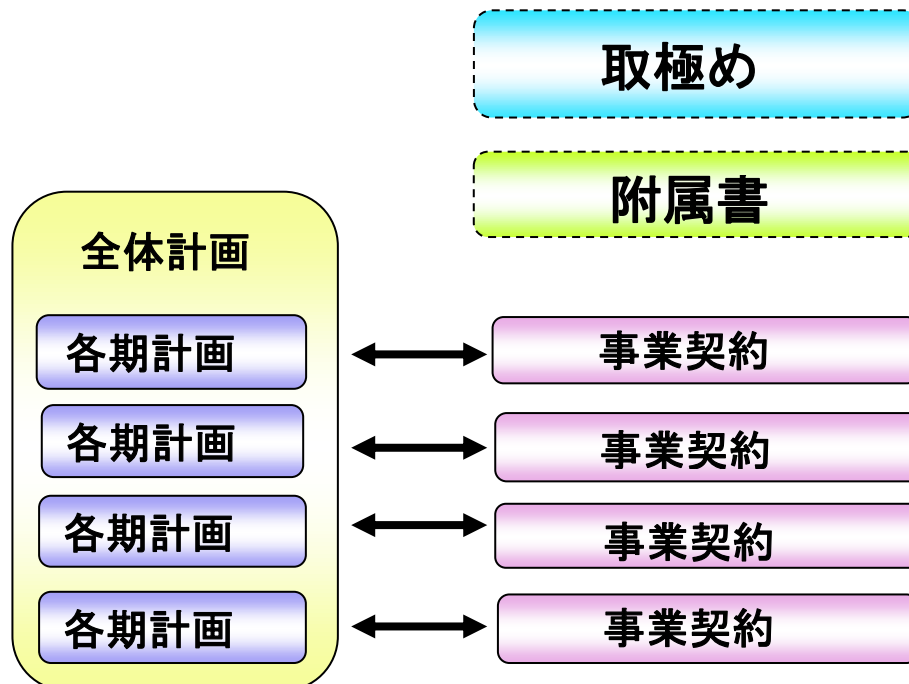 取極め
附属書
全体計画
各期計画
事業契約
各期計画
事業契約
各期計画
事業契約
各期計画
事業契約